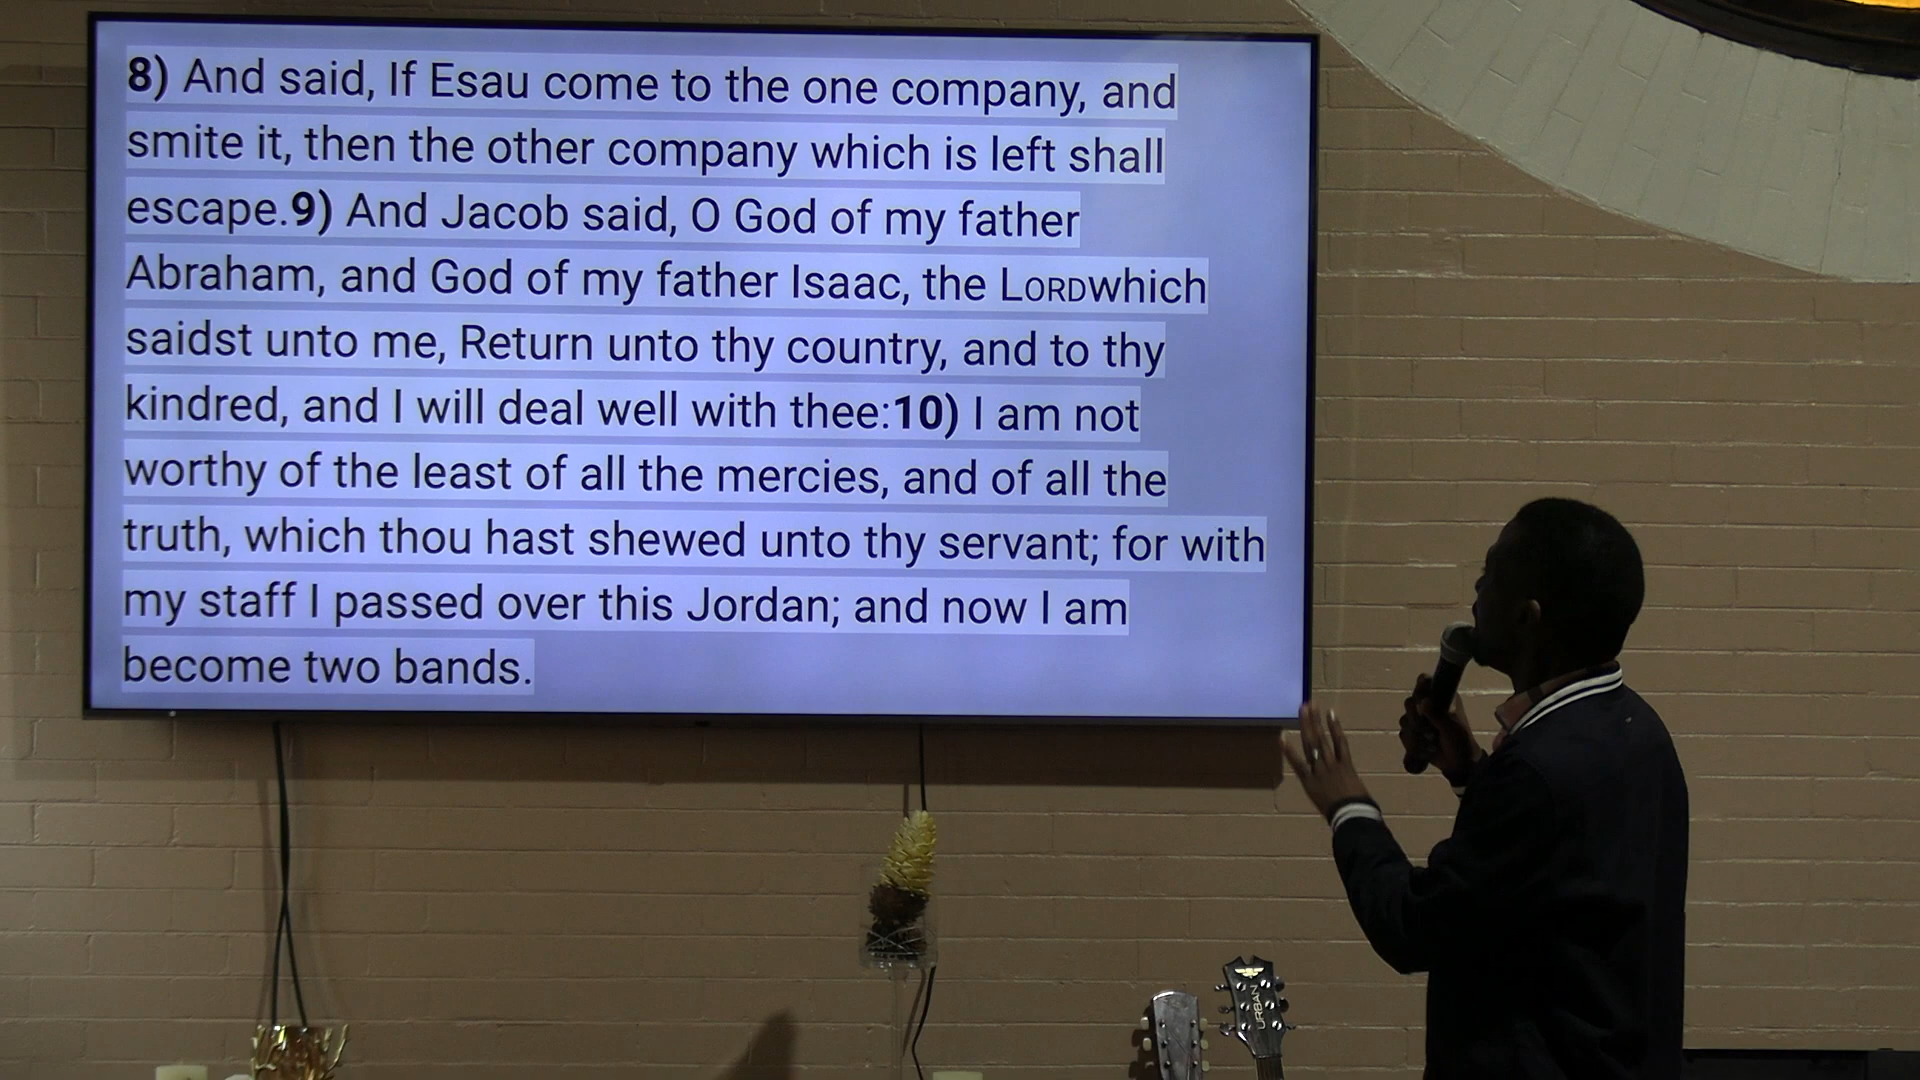 8) And said, If Esau come to the one company, and
smite it, then the other company which is left shall
escape.9) And Jacob said, O God of my father
Abraham, and God of my father Isaac, the LORDwhich
saidst unto me, Return unto thy country, and to thy
kindred, and I will deal well with thee:10) I am not
worthy of the least of all the mercies, and of all the
truth, which thou hast shewed unto thy servant; for with
my staff I passed over this Jordan; and now I am
become two bands.
URBAN